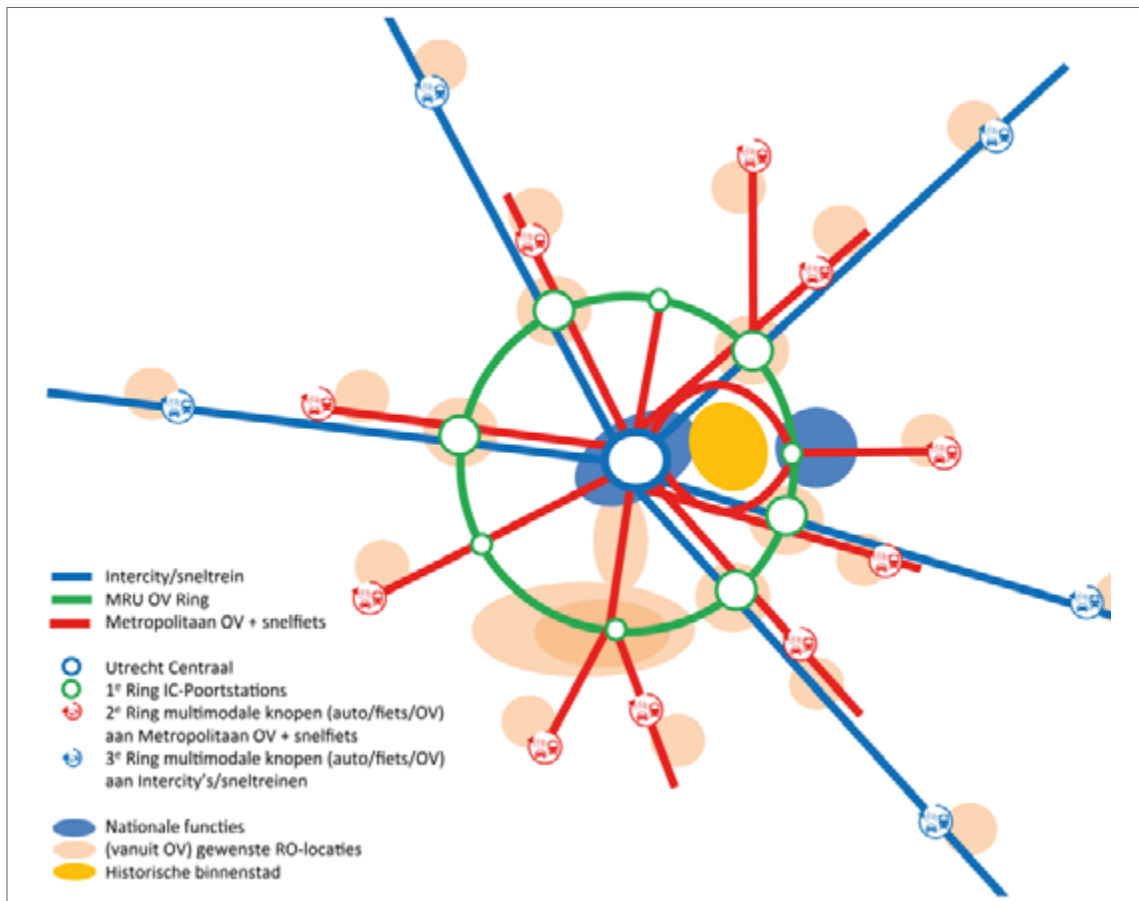 Intercity/sneltrein
MRU OV Ring
Metropolitaan OV + snelfiets
Utrecht Centraal
1e Ring IC-Poortstations
2e Ring multimodale knopen (auto/fiets/OV)
aan Metropolitaan OV + snelfiets
3e Ring multimodale knopen (auto/fiets/OV)
aan Intercity's/sneltreinen
Nationale functies
(vanuit OV) gewenste RO-locaties
Historische binnenstad